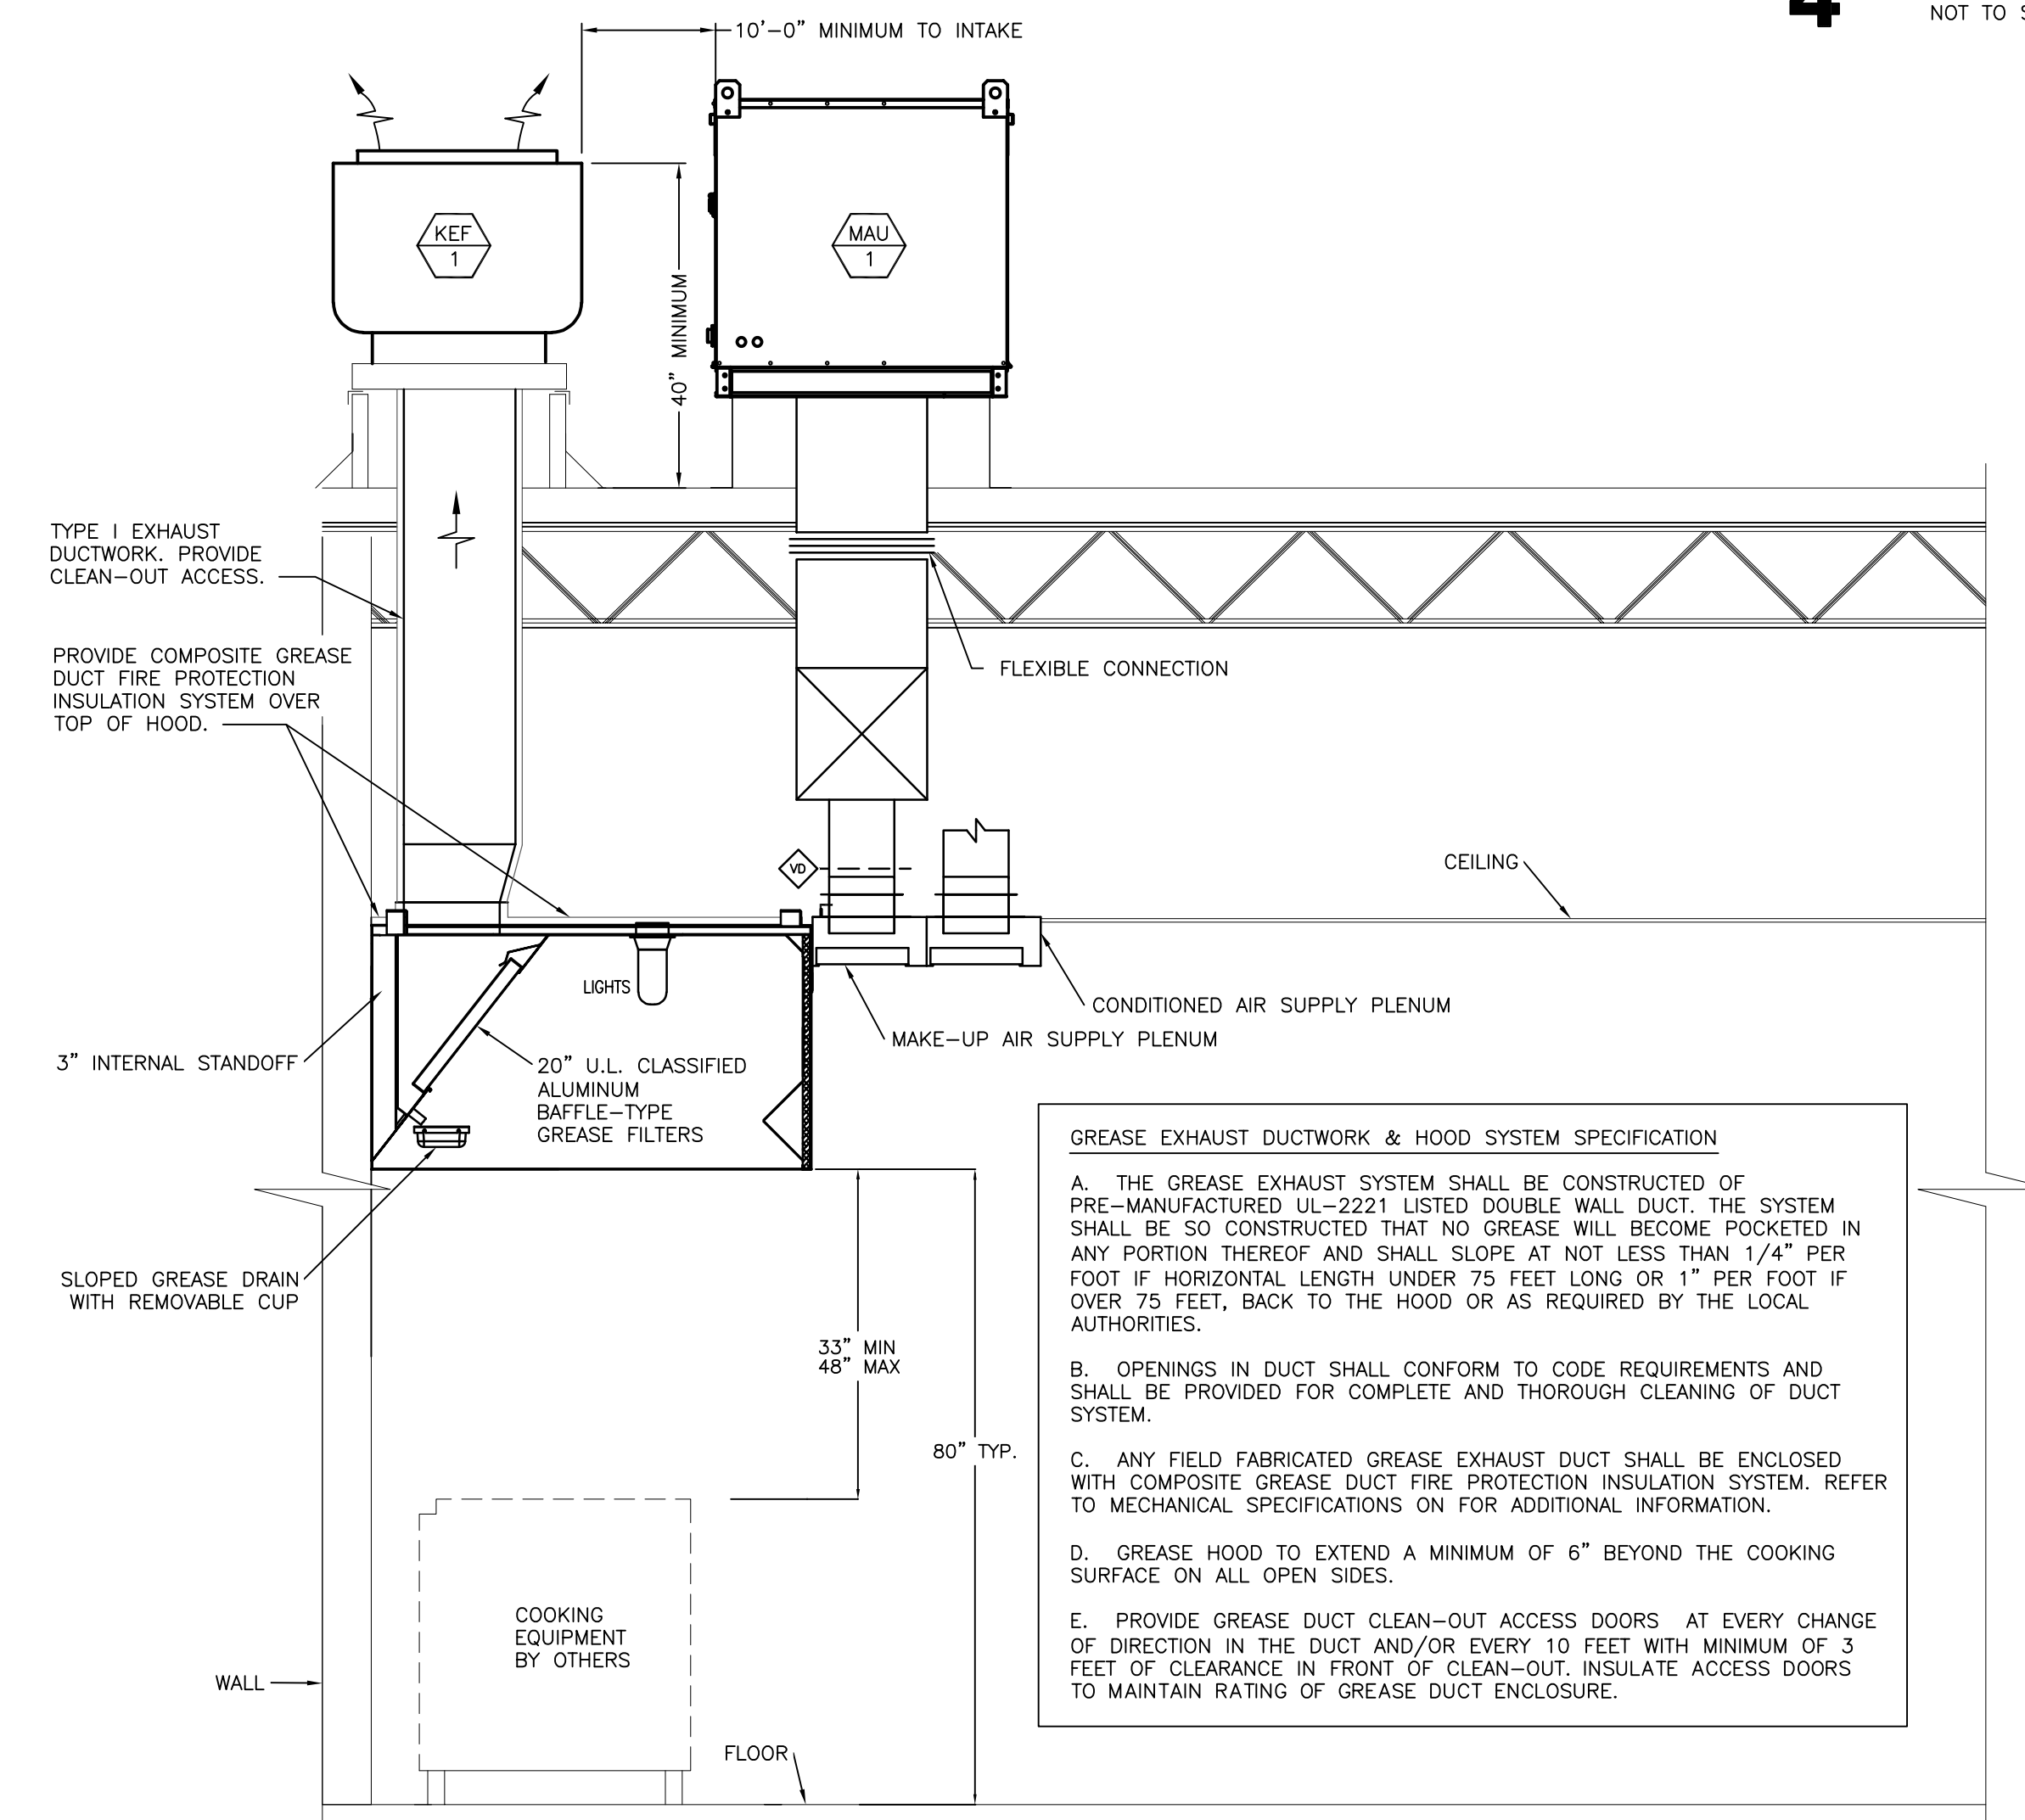 4
NOT TO
10'-0" MINIMUM TO INTAKE
KEF
1
MAU
1
40" MINIMUM
TYPE I EXHAUST
DUCTWORK. PROVIDE
CLEAN-OUT ACCESS.
PROVIDE COMPOSITE GREASE
DUCT FIRE PROTECTION
INSULATION SYSTEM OVER
TOP OF HOOD.
FLEXIBLE CONNECTION
VD
CEILING
LIGHTS
CONDITIONED AIR SUPPLY PLENUM
MAKE-UP AIR SUPPLY PLENUM
3" INTERNAL STANDOFF
20" U.L. CLASSIFIED
ALUMINUM
BAFFLE-TYPE
GREASE FILTERS
SLOPED GREASE DRAIN
WITH REMOVABLE CUP
33" MIN
48" MAX
80" TYP.
COOKING
EQUIPMENT
BY OTHERS
WALL
FLOOR
GREASE EXHAUST DUCTWORK & HOOD SYSTEM SPECIFICATION
A. THE GREASE EXHAUST SYSTEM SHALL BE CONSTRUCTED OF
PRE-MANUFACTURED UL-2221 LISTED DOUBLE WALL DUCT. THE SYSTEM
SHALL BE SO CONSTRUCTED THAT NO GREASE WILL BECOME POCKETED IN
ANY PORTION THEREOF AND SHALL SLOPE AT NOT LESS THAN 1/4" PER
FOOT IF HORIZONTAL LENGTH UNDER 75 FEET LONG OR 1" PER FOOT IF
OVER 75 FEET, BACK TO THE HOOD OR AS REQUIRED BY THE LOCAL
AUTHORITIES.
B. OPENINGS IN DUCT SHALL CONFORM TO CODE REQUIREMENTS AND
SHALL BE PROVIDED FOR COMPLETE AND THOROUGH CLEANING OF DUCT
SYSTEM.
C. ANY FIELD FABRICATED GREASE EXHAUST DUCT SHALL BE ENCLOSED
WITH COMPOSITE GREASE DUCT FIRE PROTECTION INSULATION SYSTEM. REFER
TO MECHANICAL SPECIFICATIONS ON FOR ADDITIONAL INFORMATION.
D. GREASE HOOD TO EXTEND A MINIMUM OF 6" BEYOND THE COOKING
SURFACE ON ALL OPEN SIDES.
E. PROVIDE GREASE DUCT CLEAN-OUT ACCESS DOORS AT EVERY CHANGE
OF DIRECTION IN THE DUCT AND/OR EVERY 10 FEET WITH MINIMUM OF 3
FEET OF CLEARANCE IN FRONT OF CLEAN-OUT. INSULATE ACCESS DOORS
TO MAINTAIN RATING OF GREASE DUCT ENCLOSURE.